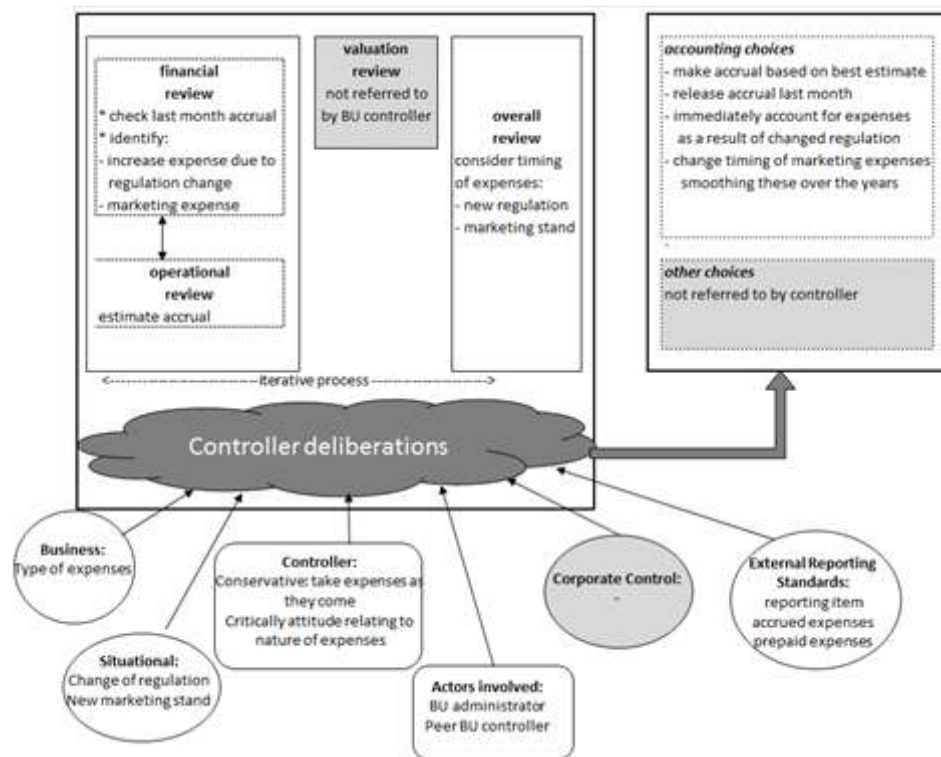 financial
review
* check last month accrual
* identify:
- increase expense due to
regulation change
- marketing expense
operational
review
estimate accrual
valuation
review
not referred to
by BU controller
overall
review
consider timing
of expenses:
- new regulation
- marketing stand
<---------------------- iterative process ---------------------->
Controller deliberations
accounting choices
- make accrual based on best estimate
- release accrual last month
- immediately account for expenses
as a result of changed regulation
- change timing of marketing expenses
smoothing these over the years
-
other choices
not referred to by controller
Business:
Type of expenses
Situational:
Change of regulation
New marketing stand
Controller:
Conservative: take expenses as
they come
Critically attitude relating to
nature of expenses
Actors involved:
BU administrator
Peer BU controller
Corporate Control:
-
External Reporting
Standards:
reporting item
accrued expenses
prepaid expenses